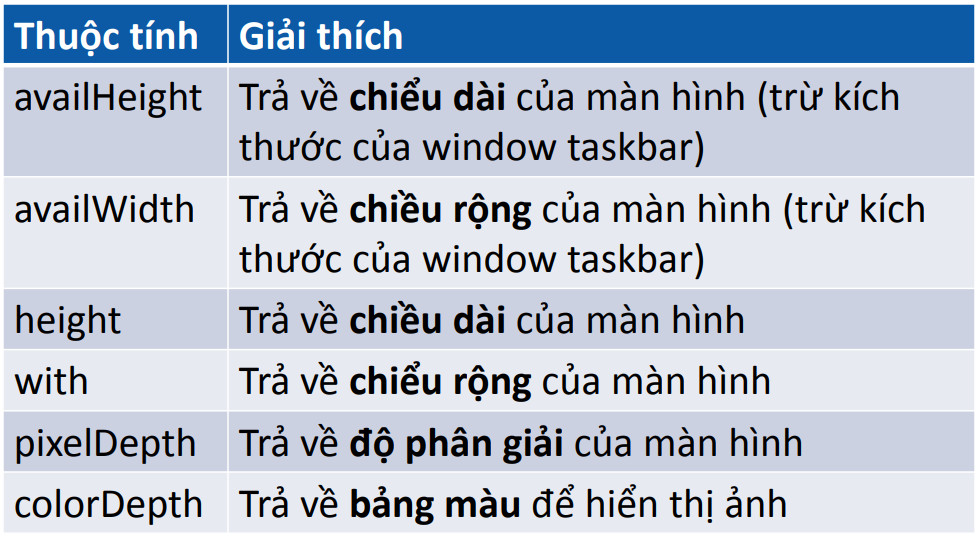 Thuộc tính Giải thích
availHeight Trả về chiểu dài của màn hình (trừ kích
thước của window taskbar)
availWidth Trả về chiều rộng của màn hình (trừ kích
thước của window taskbar)
height Trả về chiều dài của màn hình
with Trả về chiểu rộng của màn hình
pixelDepth Trả về độ phân giải của màn hình
colorDepth Trả về bảng màu để hiển thị ảnh